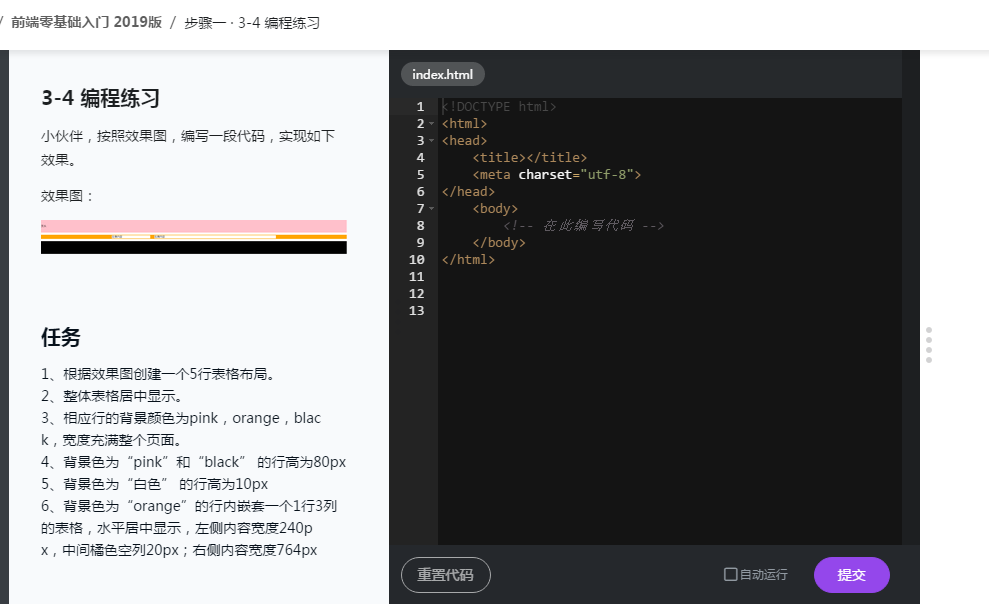 / 前端零基础入门 2019版 / 步骤一 · 3-4 编程练习
3-4 编程练习
小伙伴，按照效果图，编写一段代码，实现如下
效果。
效果图：
任务
1、根据效果图创建一个5行表格布局。
2、整体表格居中显示。
3、相应行的背景颜色为pink，orange，blac
k，宽度充满整个页面。
4、背景色为“pink”和“black” 的行高为80px
5、背景色为“白色” 的行高为10px
6、背景色为“orange”的行内嵌套一个1行3列
的表格，水平居中显示，左侧内容宽度240p
x，中间橘色空列20px；右侧内容宽度764px
index.html
1 <!DOCTYPE html>
2 <html>
3 <head>
4 <title></title>
5 <meta charset="utf-8">
6 </head>
7 <body>
8 <!-- 在此编写代码 -->
9 </body>
10 </html>
11
12
13
重置代码
自动运行
提交